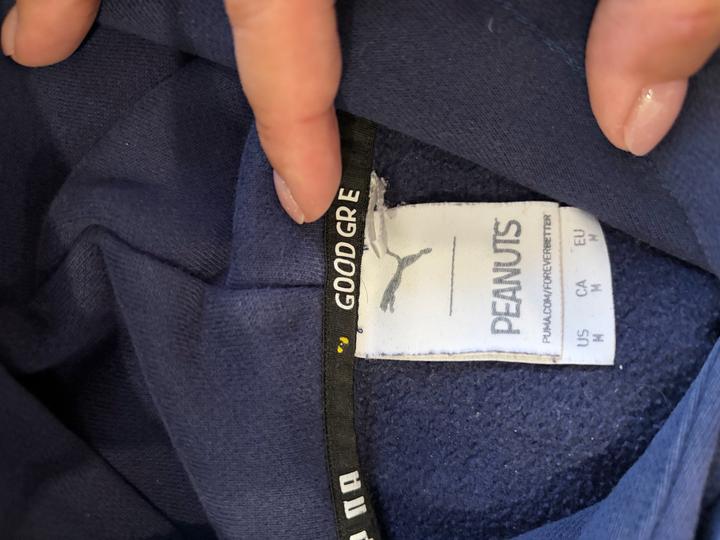 GOOD GRE
PEANUTS
PUMA.COM/FOREVERBETTER
US CA EU
M M M